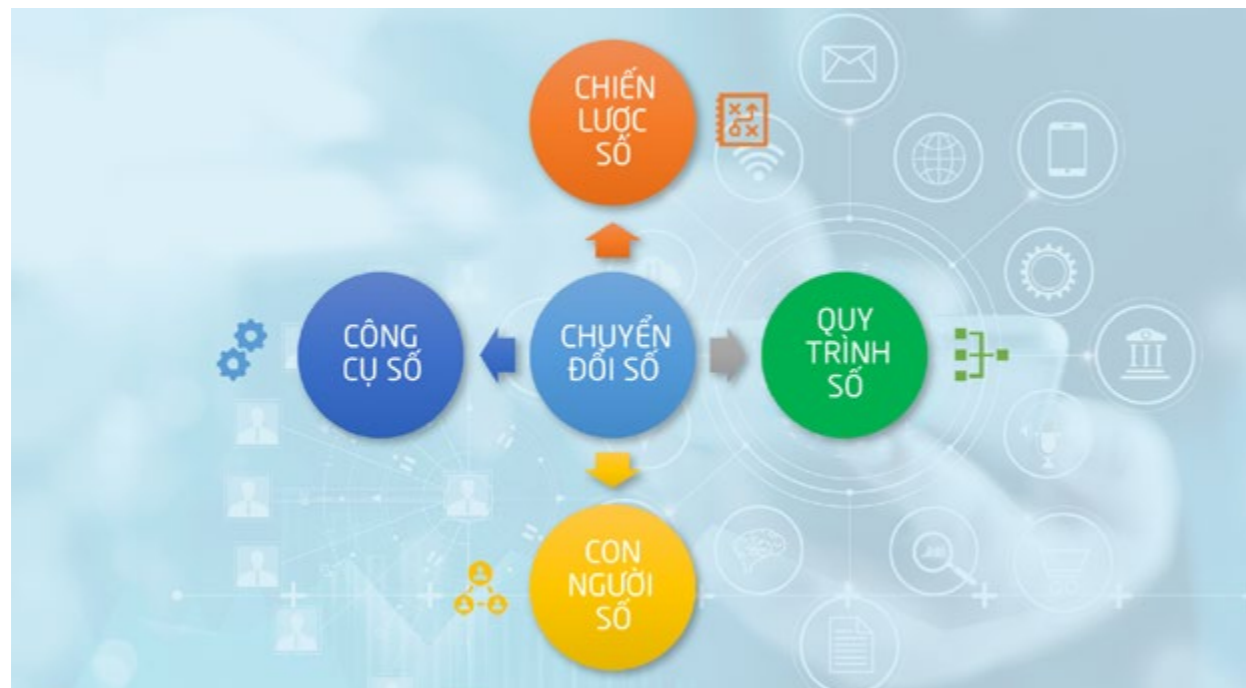 CHIẾN
LƯỢC
SỐ
CÔNG
CỤ SỐ
CHUYỂN
ĐỔI SỐ
QUY
TRÌNH
SỐ
CON
NGƯỜI
SỐ